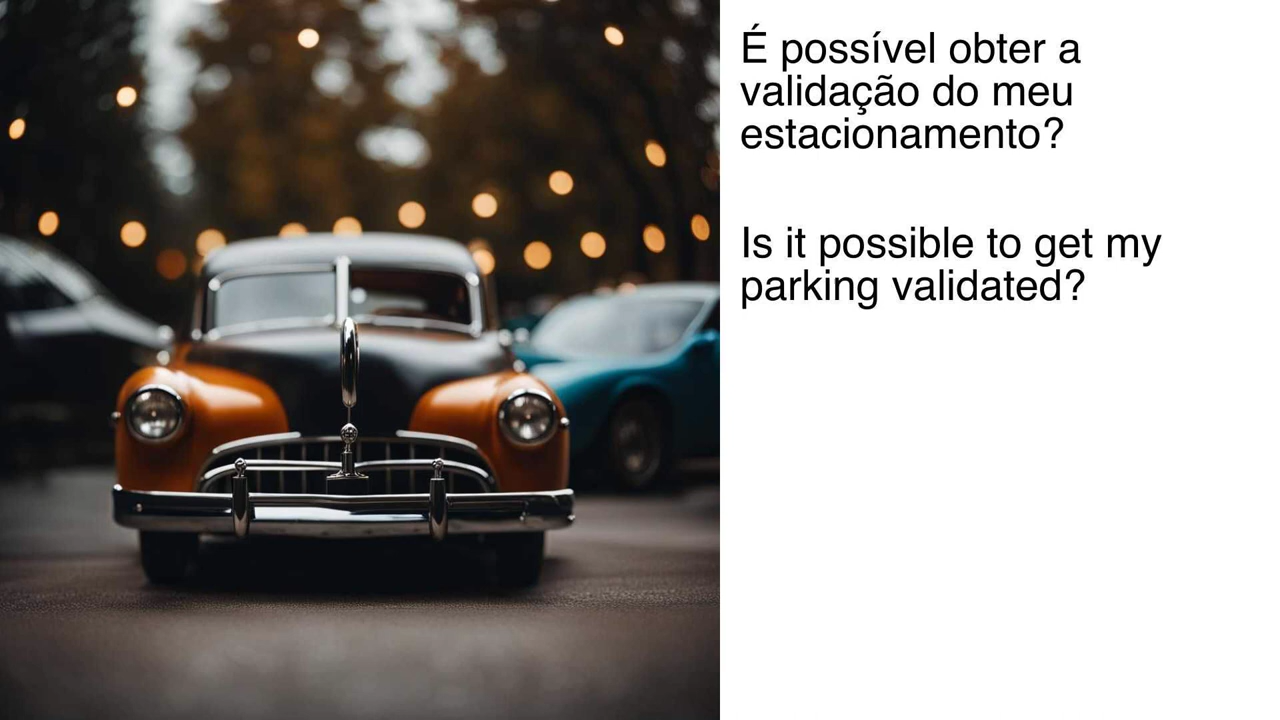 É possível obter a
validação do meu
estacionamento?
Is it possible to get my
parking validated?